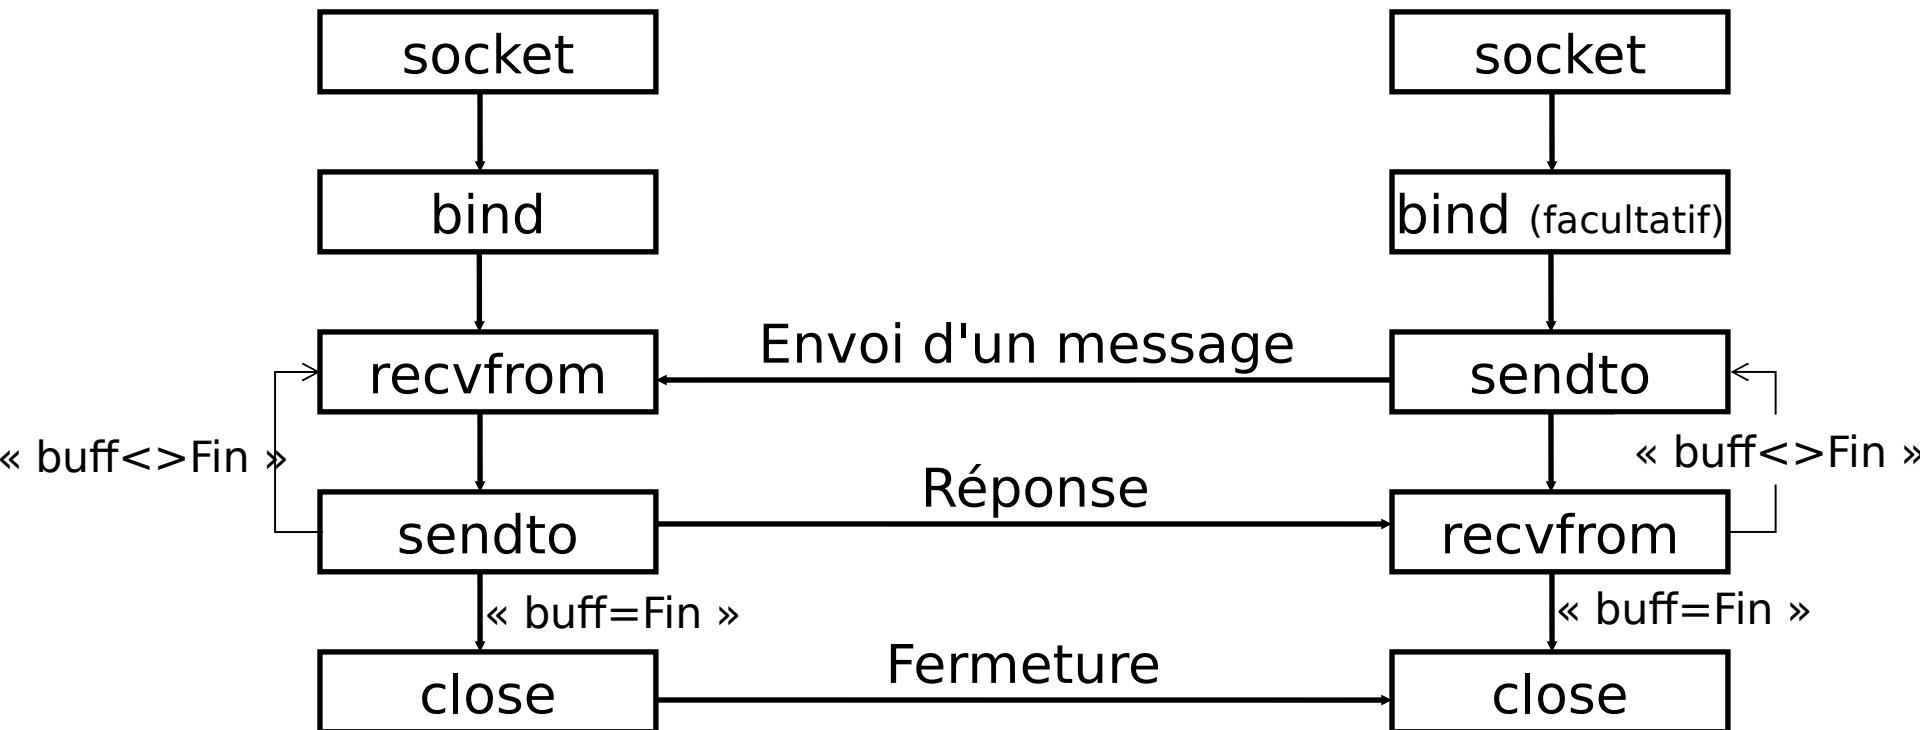 socket
socket
bind
bind (facultatif)
Envoi d'un message
recvfrom
sendto
« buff<>Fin »
« buff<>Fin »
Réponse
sendto
recvfrom
« buff=Fin »
« buff=Fin »
Fermeture
close
close